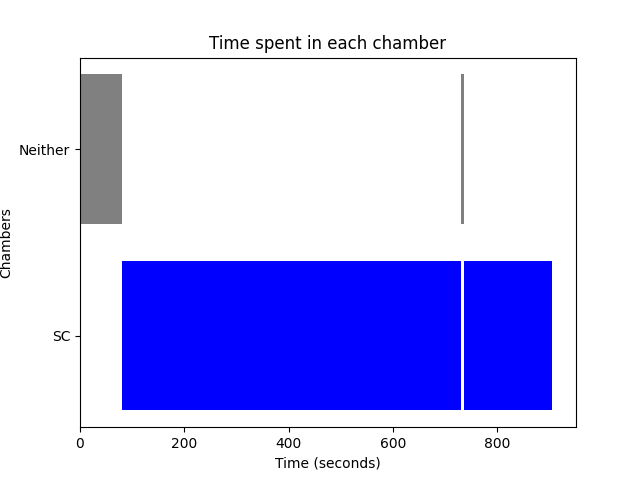 Time spent in each chamber
Neither
Chambers
SC
0 200 400 600 800
Time (seconds)